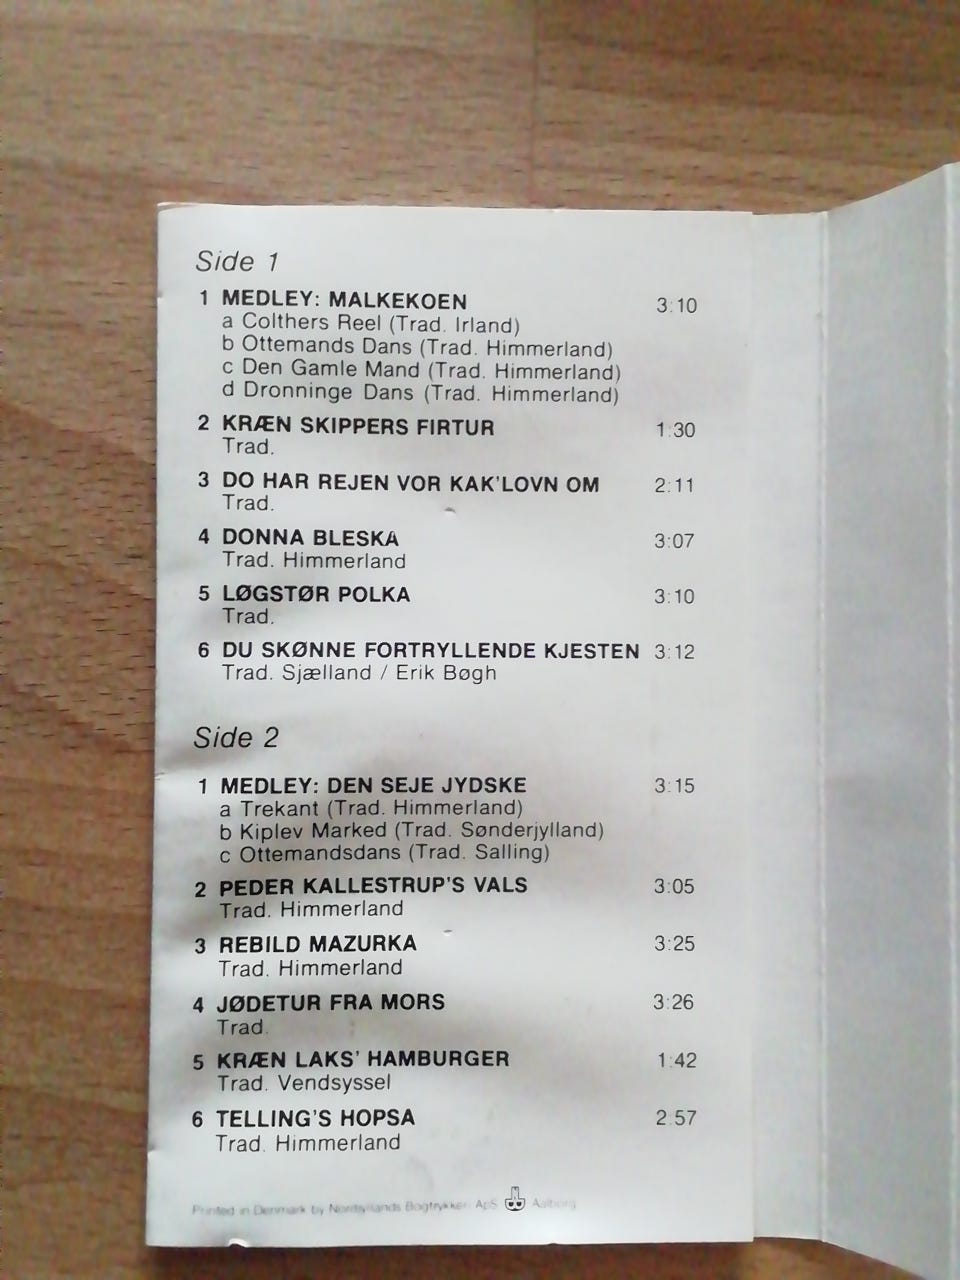 Side 1
1 MEDLEY: MALKEKOEN 3:10
a Colthers Reel (Trad. Irland)
b Ottemands Dans (Trad. Himmerland)
c Den Gamle Mand (Trad. Himmerland)
d Dronninge Dans (Trad. Himmerland)
2 KRÆN SKIPPERS FIRTUR 1:30
Trad.
3 DO HAR REJEN VOR KAK'LOVN OM 2:11
Trad.
4 DONNA BLESKA 3:07
Trad. Himmerland
5 LØGSTØR POLKA 3:10
Trad.
6 DU SKØNNE FORTRYLLENDE KJESTEN 3:12
Trad. Sjælland / Erik Bøgh
Side 2
1 MEDLEY: DEN SEJE JYDSKE 3:15
a Trekant (Trad. Himmerland)
b Kiplev Marked (Trad. Sønderjylland)
c Ottemandsdans (Trad. Salling)
2 PEDER KALLESTRUP'S VALS 3:05
Trad. Himmerland
3 REBILD MAZURKA 3:25
Trad. Himmerland
4 JØDETUR FRA MORS 3:26
Trad.
5 KRÆN LAKS' HAMBURGER 1:42
Trad. Vendsyssel
6 TELLING'S HOPSA 2:57
Trad. Himmerland
Printed in Denmark by Nordjyllands Bogtrykkeri ApS Aalborg